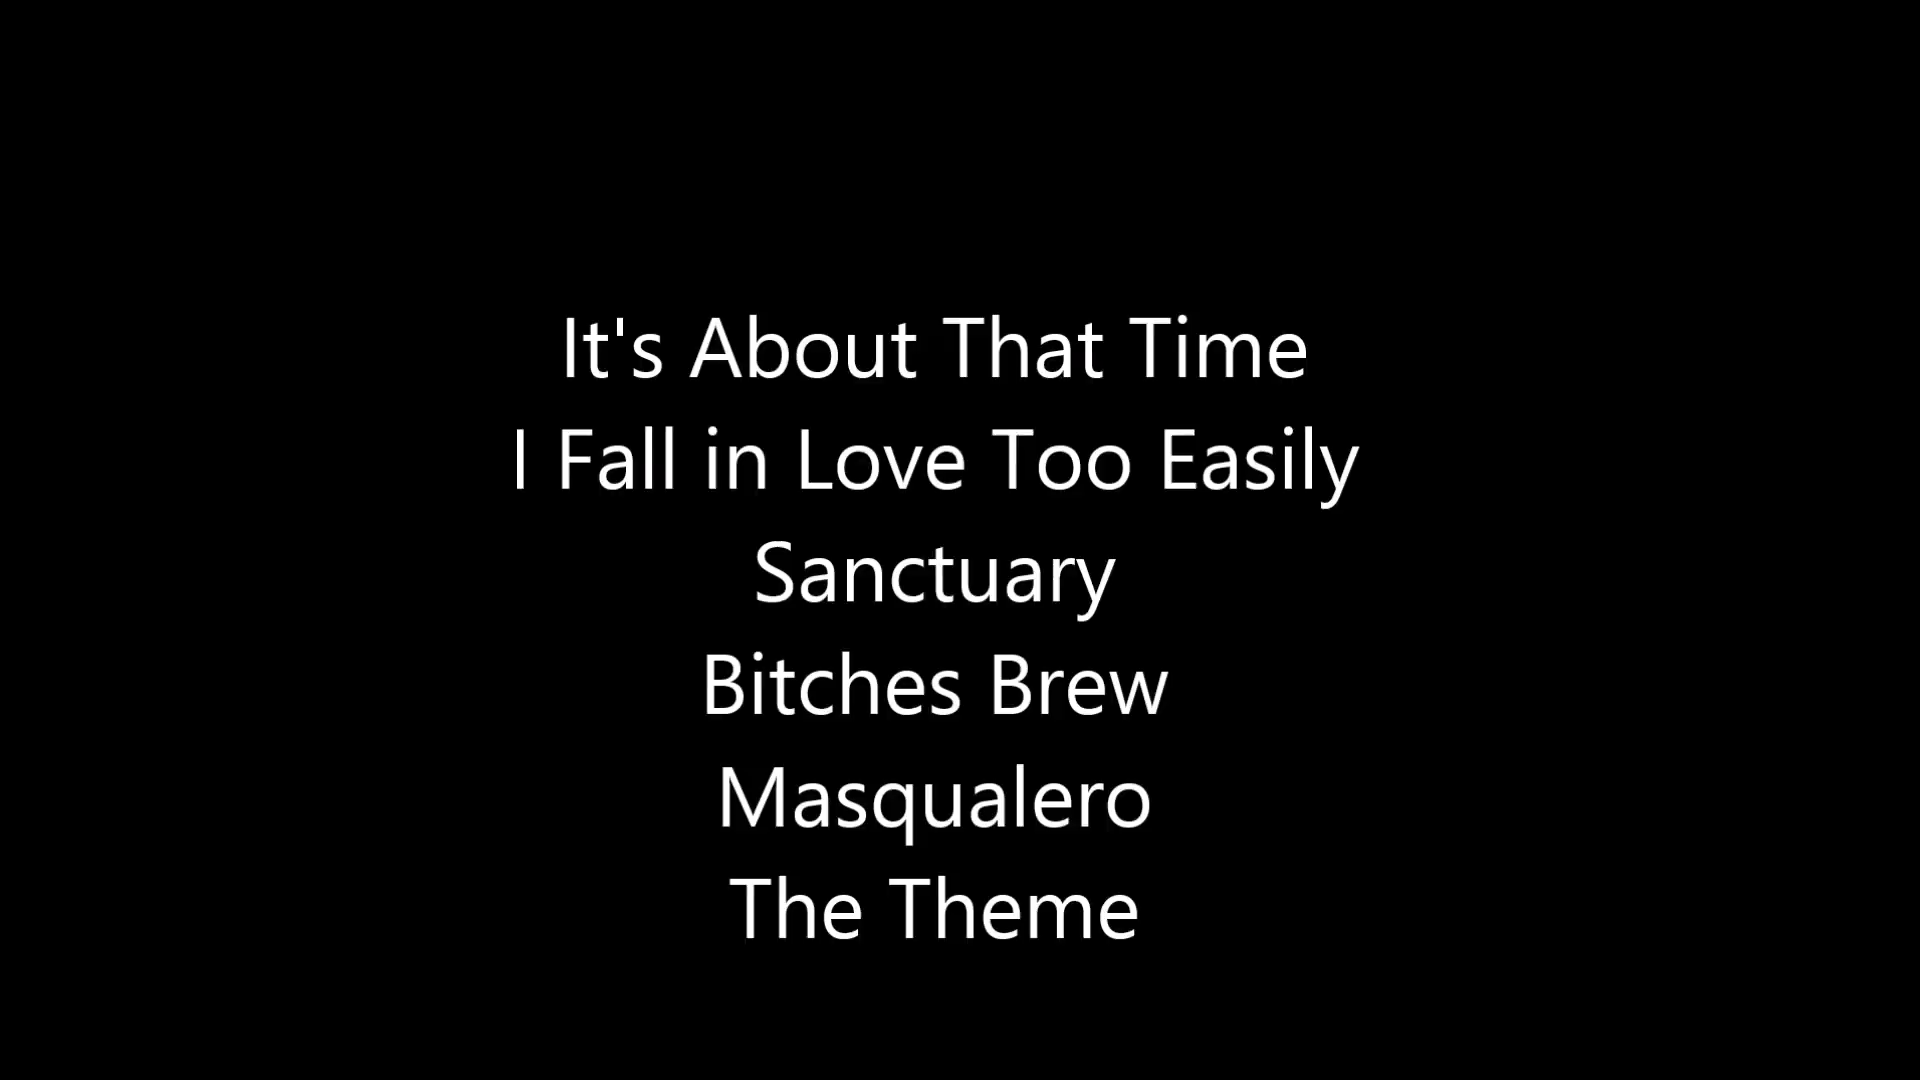 It's About That Time
I Fall in Love Too Easily
Sanctuary
Bitches Brew
Masqualero
The Theme